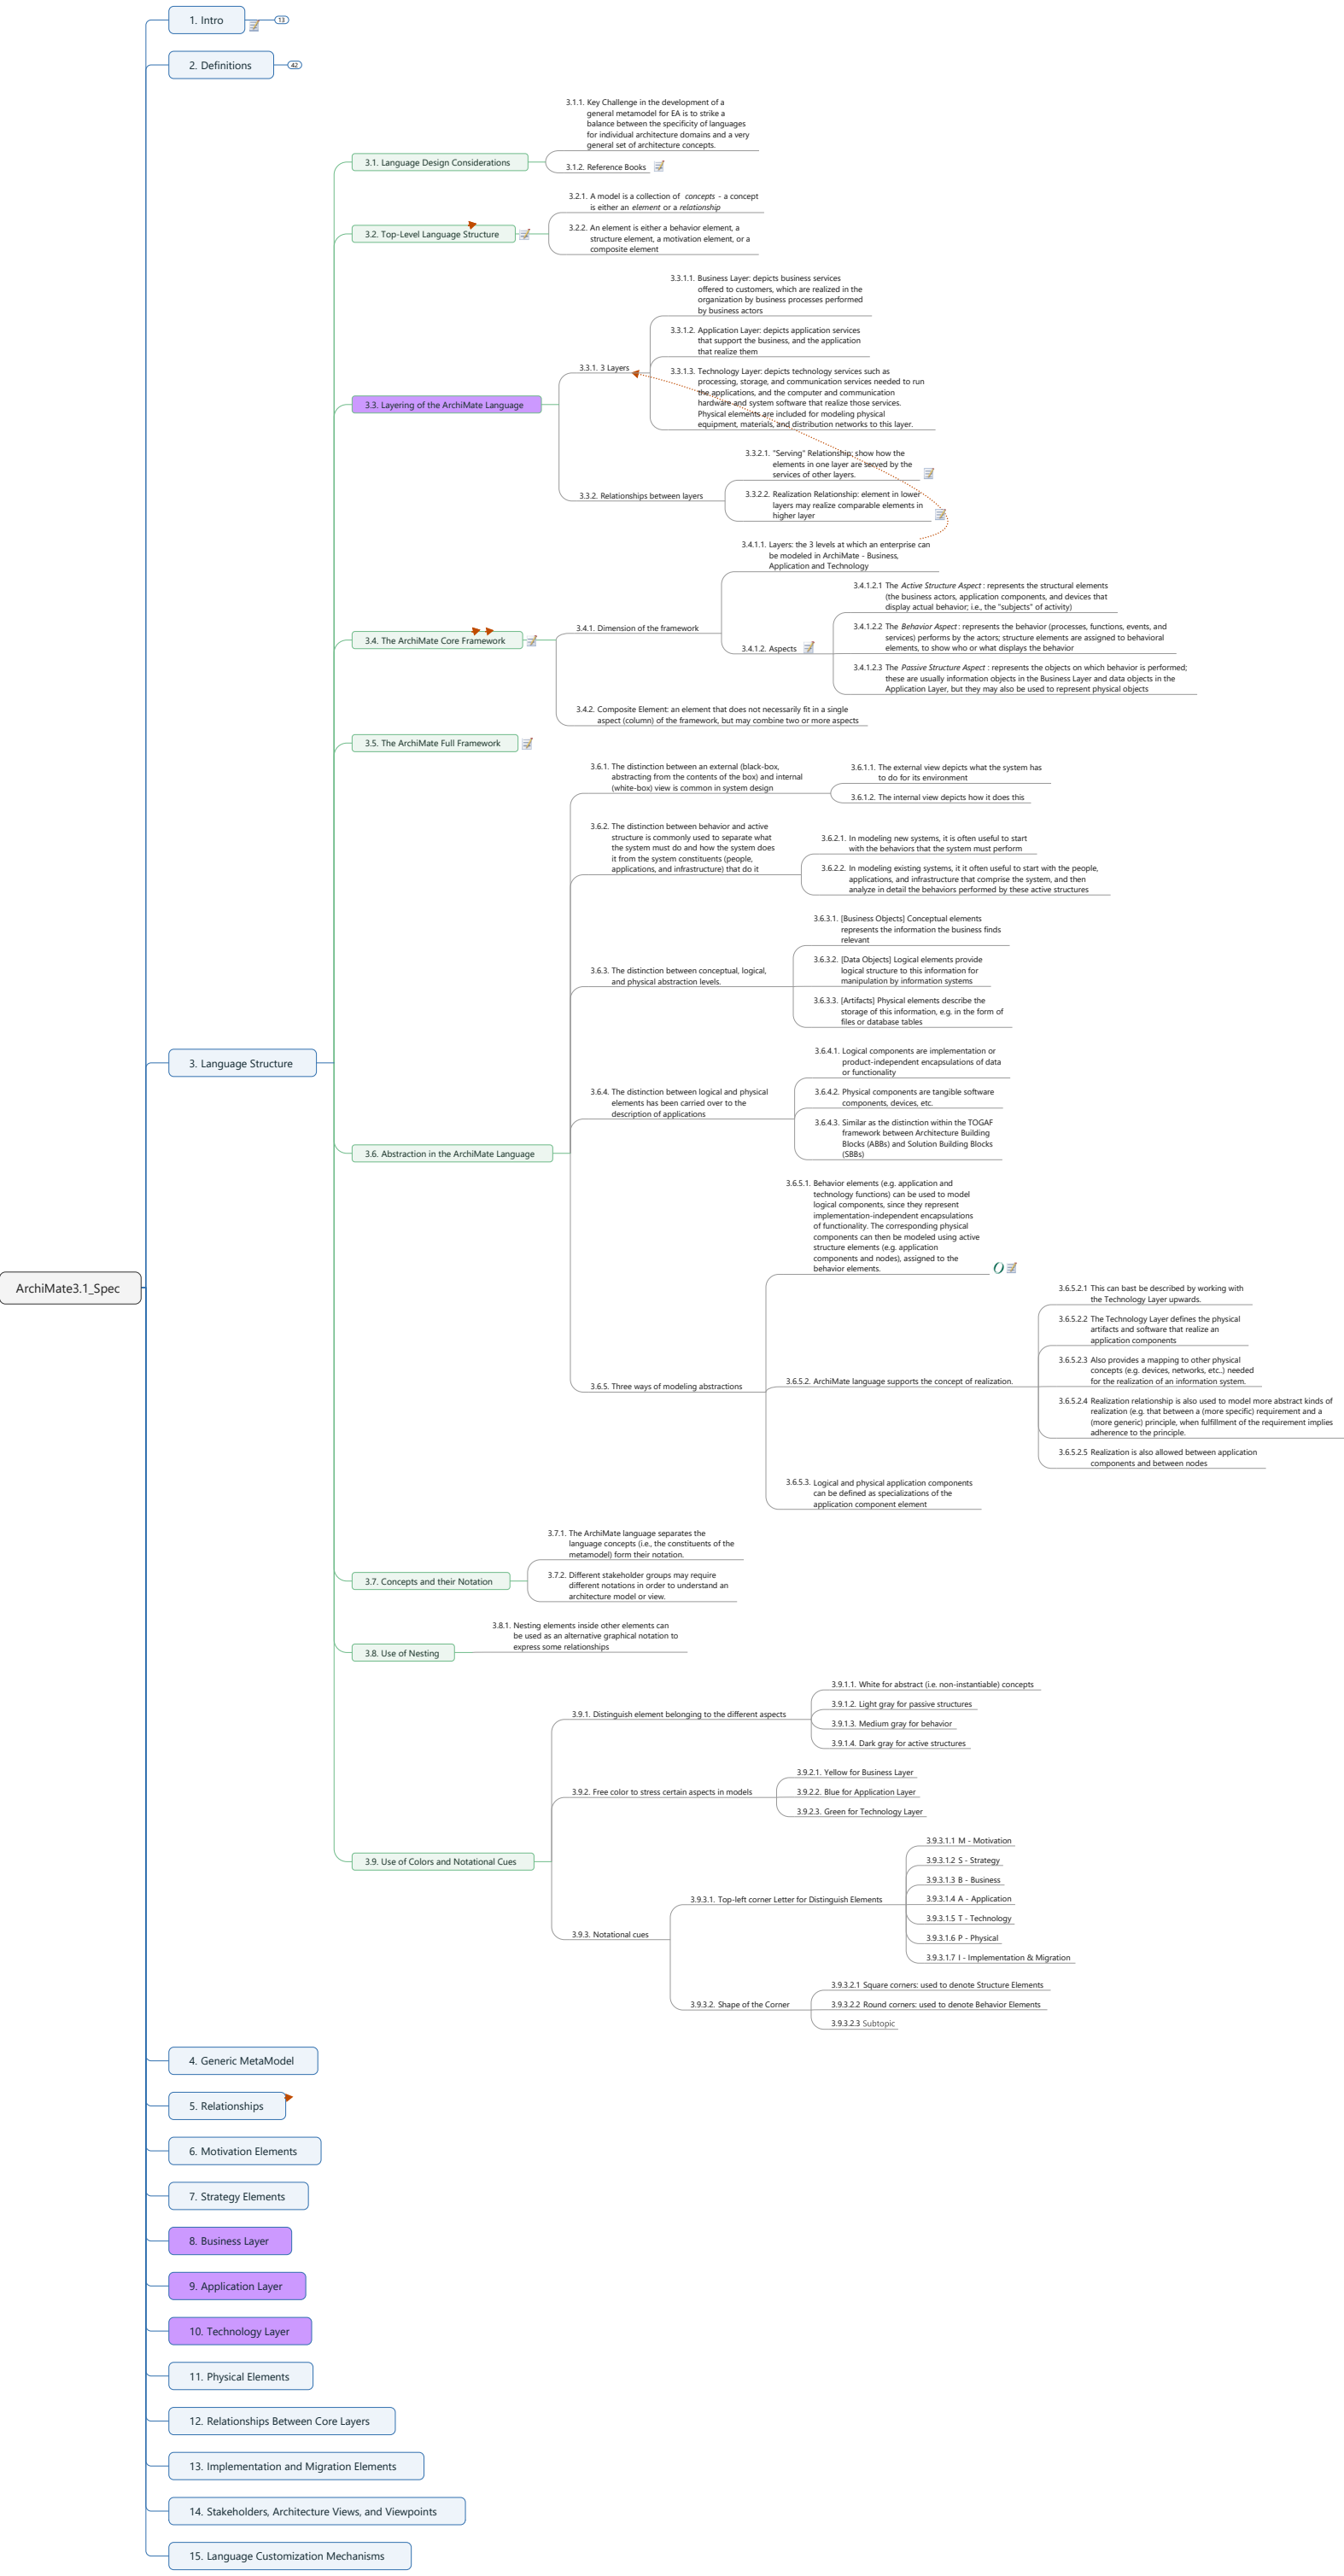 1. Intro
13
2. Definitions
42
3.1.1. Key Challenge in the development of a
general metamodel for EA is to strike a
balance between the specificity of languages
for individual architecture domains and a very
general set of architecture concepts.
3.1. Language Design Considerations
3.1.2. Reference Books
3.2.1. A model is a collection of concepts - a concept
is either an element or a relationship
3.2. Top-Level Language Structure
3.2.2. An element is either a behavior element, a
structure element, a motivation element, or a
composite element
3.3.1.1. Business Layer: depicts business services
offered to customers, which are realized in the
organization by business processes performed
by business actors
3.3.1.2. Application Layer: depicts application services
that support the business, and the application
that realize them
3.3.1. 3 Layers
3.3.1.3. Technology Layer: depicts technology services such as
processing, storage, and communication services needed to run
the applications, and the computer and communication
hardware and system software that realize those services.
Physical elements are included for modeling physical
equipment, materials, and distribution networks to this layer.
3.3. Layering of the ArchiMate Language
3.3.2.1. "Serving" Relationship: show how the
elements in one layer are served by the
services of other layers.
3.3.2. Relationships between layers
3.3.2.2. Realization Relationship: element in lower
layers may realize comparable elements in
higher layer
3.4.1.1. Layers: the 3 levels at which an enterprise can
be modeled in ArchiMate - Business,
Application and Technology
3.4.1.2.1 The Active Structure Aspect : represents the structural elements
(the business actors, application components, and devices that
display actual behavior; i.e., the "subjects" of activity)
3.4.1. Dimension of the framework
3.4.1.2.2 The Behavior Aspect : represents the behavior (processes, functions, events, and
services) performs by the actors; structure elements are assigned to behavioral
elements, to show who or what displays the behavior
3.4. The ArchiMate Core Framework
3.4.1.2. Aspects
3.4.1.2.3 The Passive Structure Aspect : represents the objects on which behavior is performed;
these are usually information objects in the Business Layer and data objects in the
Application Layer, but they may also be used to represent physical objects
3.4.2. Composite Element: an element that does not necessarily fit in a single
aspect (column) of the framework, but may combine two or more aspects
3.5. The ArchiMate Full Framework
3.6.1. The distinction between an external (black-box,
abstracting from the contents of the box) and internal
(white-box) view is common in system design
3.6.1.1. The external view depicts what the system has
to do for its environment
3.6.1.2. The internal view depicts how it does this
3.6.2. The distinction between behavior and active
structure is commonly used to separate what
the system must do and how the system does
it from the system constituents (people,
applications, and infrastructure) that do it
3.6.2.1. In modeling new systems, it is often useful to start
with the behaviors that the system must perform
3.6.2.2. In modeling existing systems, it it often useful to start with the people,
applications, and infrastructure that comprise the system, and then
analyze in detail the behaviors performed by these active structures
3.6.3.1. [Business Objects] Conceptual elements
represents the information the business finds
relevant
3.6.3. The distinction between conceptual, logical,
and physical abstraction levels.
3.6.3.2. [Data Objects] Logical elements provide
logical structure to this information for
manipulation by information systems
3.6.3.3. [Artifacts] Physical elements describe the
storage of this information, e.g. in the form of
files or database tables
3. Language Structure
3.6.4.1. Logical components are implementation or
product-independent encapsulations of data
or functionality
3.6.4. The distinction between logical and physical
elements has been carried over to the
description of applications
3.6.4.2. Physical components are tangible software
components, devices, etc.
3.6.4.3. Similar as the distinction within the TOGAF
framework between Architecture Building
Blocks (ABBs) and Solution Building Blocks
(SBBs)
3.6. Abstraction in the ArchiMate Language
3.6.5.1. Behavior elements (e.g. application and
technology functions) can be used to model
logical components, since they represent
implementation-independent encapsulations
of functionality. The corresponding physical
components can then be modeled using active
structure elements (e.g. application
components and nodes), assigned to the
behavior elements.
ArchiMate3.1_Spec
3.6.5.2.1 This can bast be described by working with
the Technology Layer upwards.
3.6.5.2.2 The Technology Layer defines the physical
artifacts and software that realize an
application components
3.6.5. Three ways of modeling abstractions
3.6.5.2. ArchiMate language supports the concept of realization.
3.6.5.2.3 Also provides a mapping to other physical
concepts (e.g. devices, networks, etc..) needed
for the realization of an information system.
3.6.5.2.4 Realization relationship is also used to model more abstract kinds of
realization (e.g. that between a (more specific) requirement and a
(more generic) principle, when fulfillment of the requirement implies
adherence to the principle.
3.6.5.2.5 Realization is also allowed between application
components and between nodes
3.6.5.3. Logical and physical application components
can be defined as specializations of the
application component element
3.7.1. The ArchiMate language separates the
language concepts (i.e., the constituents of the
metamodel) form their notation.
3.7. Concepts and their Notation
3.7.2. Different stakeholder groups may require
different notations in order to understand an
architecture model or view.
3.8.1. Nesting elements inside other elements can
be used as an alternative graphical notation to
express some relationships
3.8. Use of Nesting
3.9.1.1. White for abstract (i.e. non-instantiable) concepts
3.9.1.2. Light gray for passive structures
3.9.1. Distinguish element belonging to the different aspects
3.9.1.3. Medium gray for behavior
3.9.1.4. Dark gray for active structures
3.9.2.1. Yellow for Business Layer
3.9.2. Free color to stress certain aspects in models
3.9.2.2. Blue for Application Layer
3.9.2.3. Green for Technology Layer
3.9. Use of Colors and Notational Cues
3.9.3.1.1 M - Motivation
3.9.3.1.2 S - Strategy
3.9.3.1.3 B - Business
3.9.3.1. Top-left corner Letter for Distinguish Elements
3.9.3.1.4 A - Application
3.9.3.1.5 T - Technology
3.9.3.1.6 P - Physical
3.9.3.1.7 I - Implementation & Migration
3.9.3. Notational cues
3.9.3.2.1 Square corners: used to denote Structure Elements
3.9.3.2. Shape of the Corner
3.9.3.2.2 Round corners: used to denote Behavior Elements
3.9.3.2.3 Subtopic
4. Generic MetaModel
5. Relationships
6. Motivation Elements
7. Strategy Elements
8. Business Layer
9. Application Layer
10. Technology Layer
11. Physical Elements
12. Relationships Between Core Layers
13. Implementation and Migration Elements
14. Stakeholders, Architecture Views, and Viewpoints
15. Language Customization Mechanisms